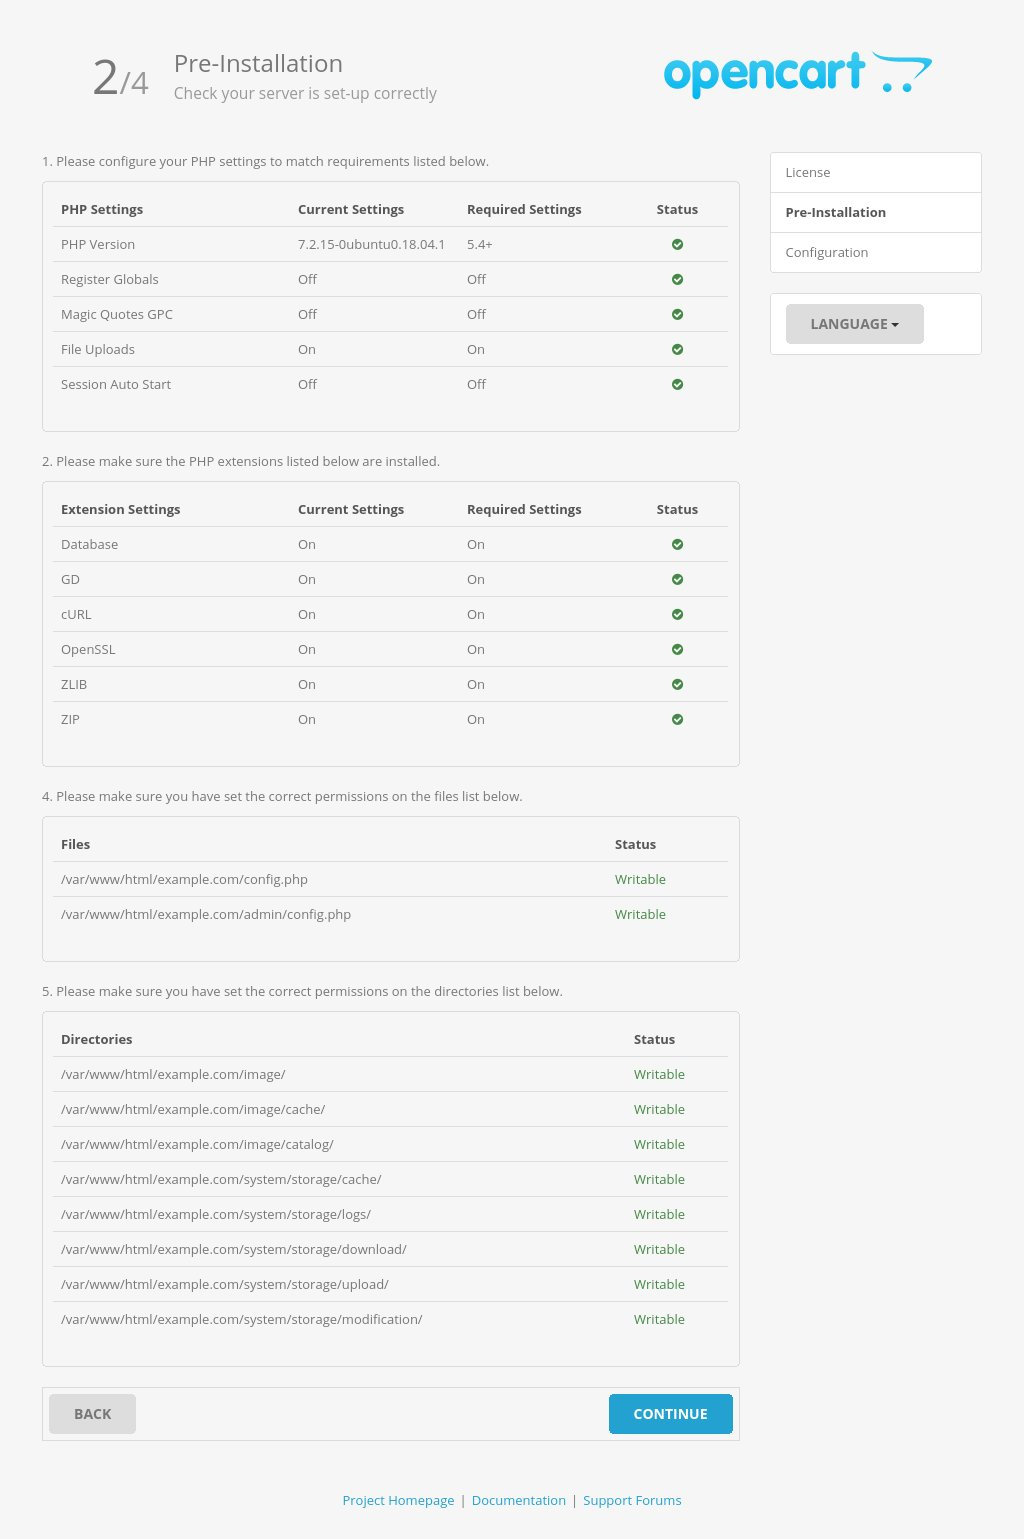 2/4
Pre-Installation
Check your server is set-up correctly
opencart
1. Please configure your PHP settings to match requirements listed below.
PHP Settings Current Settings Required Settings Status
PHP Version 7.2.15-0ubuntu0.18.04.1 5.4+
Register Globals Off Off
Magic Quotes GPC Off Off
File Uploads On On
Session Auto Start Off Off
License
Pre-Installation
Configuration
LANGUAGE
2. Please make sure the PHP extensions listed below are installed.
Extension Settings Current Settings Required Settings Status
Database On On
GD On On
cURL On On
OpenSSL On On
ZLIB On On
ZIP On On
4. Please make sure you have set the correct permissions on the files list below.
Files Status
/var/www/html/example.com/config.php Writable
/var/www/html/example.com/admin/config.php Writable
5. Please make sure you have set the correct permissions on the directories list below.
Directories Status
/var/www/html/example.com/image/ Writable
/var/www/html/example.com/image/cache/ Writable
/var/www/html/example.com/image/catalog/ Writable
/var/www/html/example.com/system/storage/cache/ Writable
/var/www/html/example.com/system/storage/logs/ Writable
/var/www/html/example.com/system/storage/download/ Writable
/var/www/html/example.com/system/storage/upload/ Writable
/var/www/html/example.com/system/storage/modification/ Writable
BACK CONTINUE
Project Homepage | Documentation | Support Forums